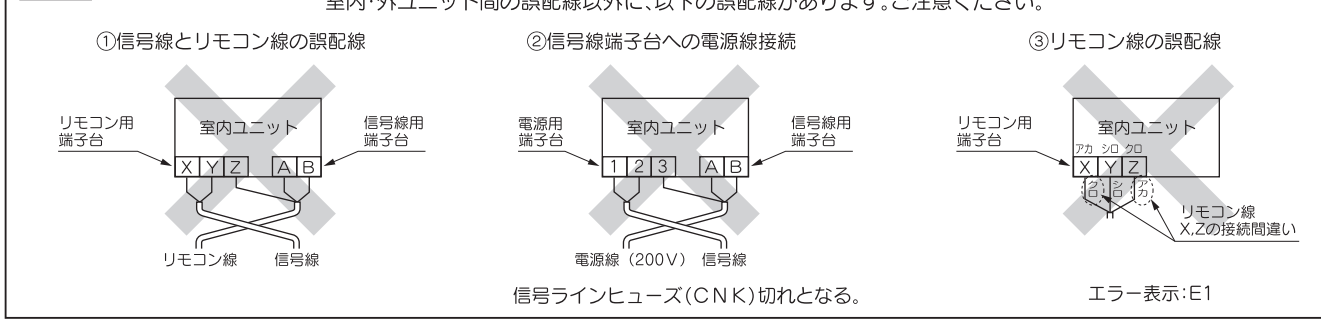 室内・外ユニット間の誤配線以外に、以下の誤配線があります。ご注意ください。
①信号線とリモコン線の誤配線
リモコン用
端子台
室内ユニット
信号線用
端子台
X Y Z A B
リモコン線 信号線
②信号線端子台への電源線接続
電源用
端子台
室内ユニット
信号線用
端子台
1 2 3 A B
電源線（200V） 信号線
信号ラインヒューズ（CNK）切れとなる。
③リモコン線の誤配線
リモコン用
端子台
室内ユニット
アカ シロ クロ
X Y Z
クロ シロ アカ
リモコン線
X,Zの接続間違い
エラー表示：E1